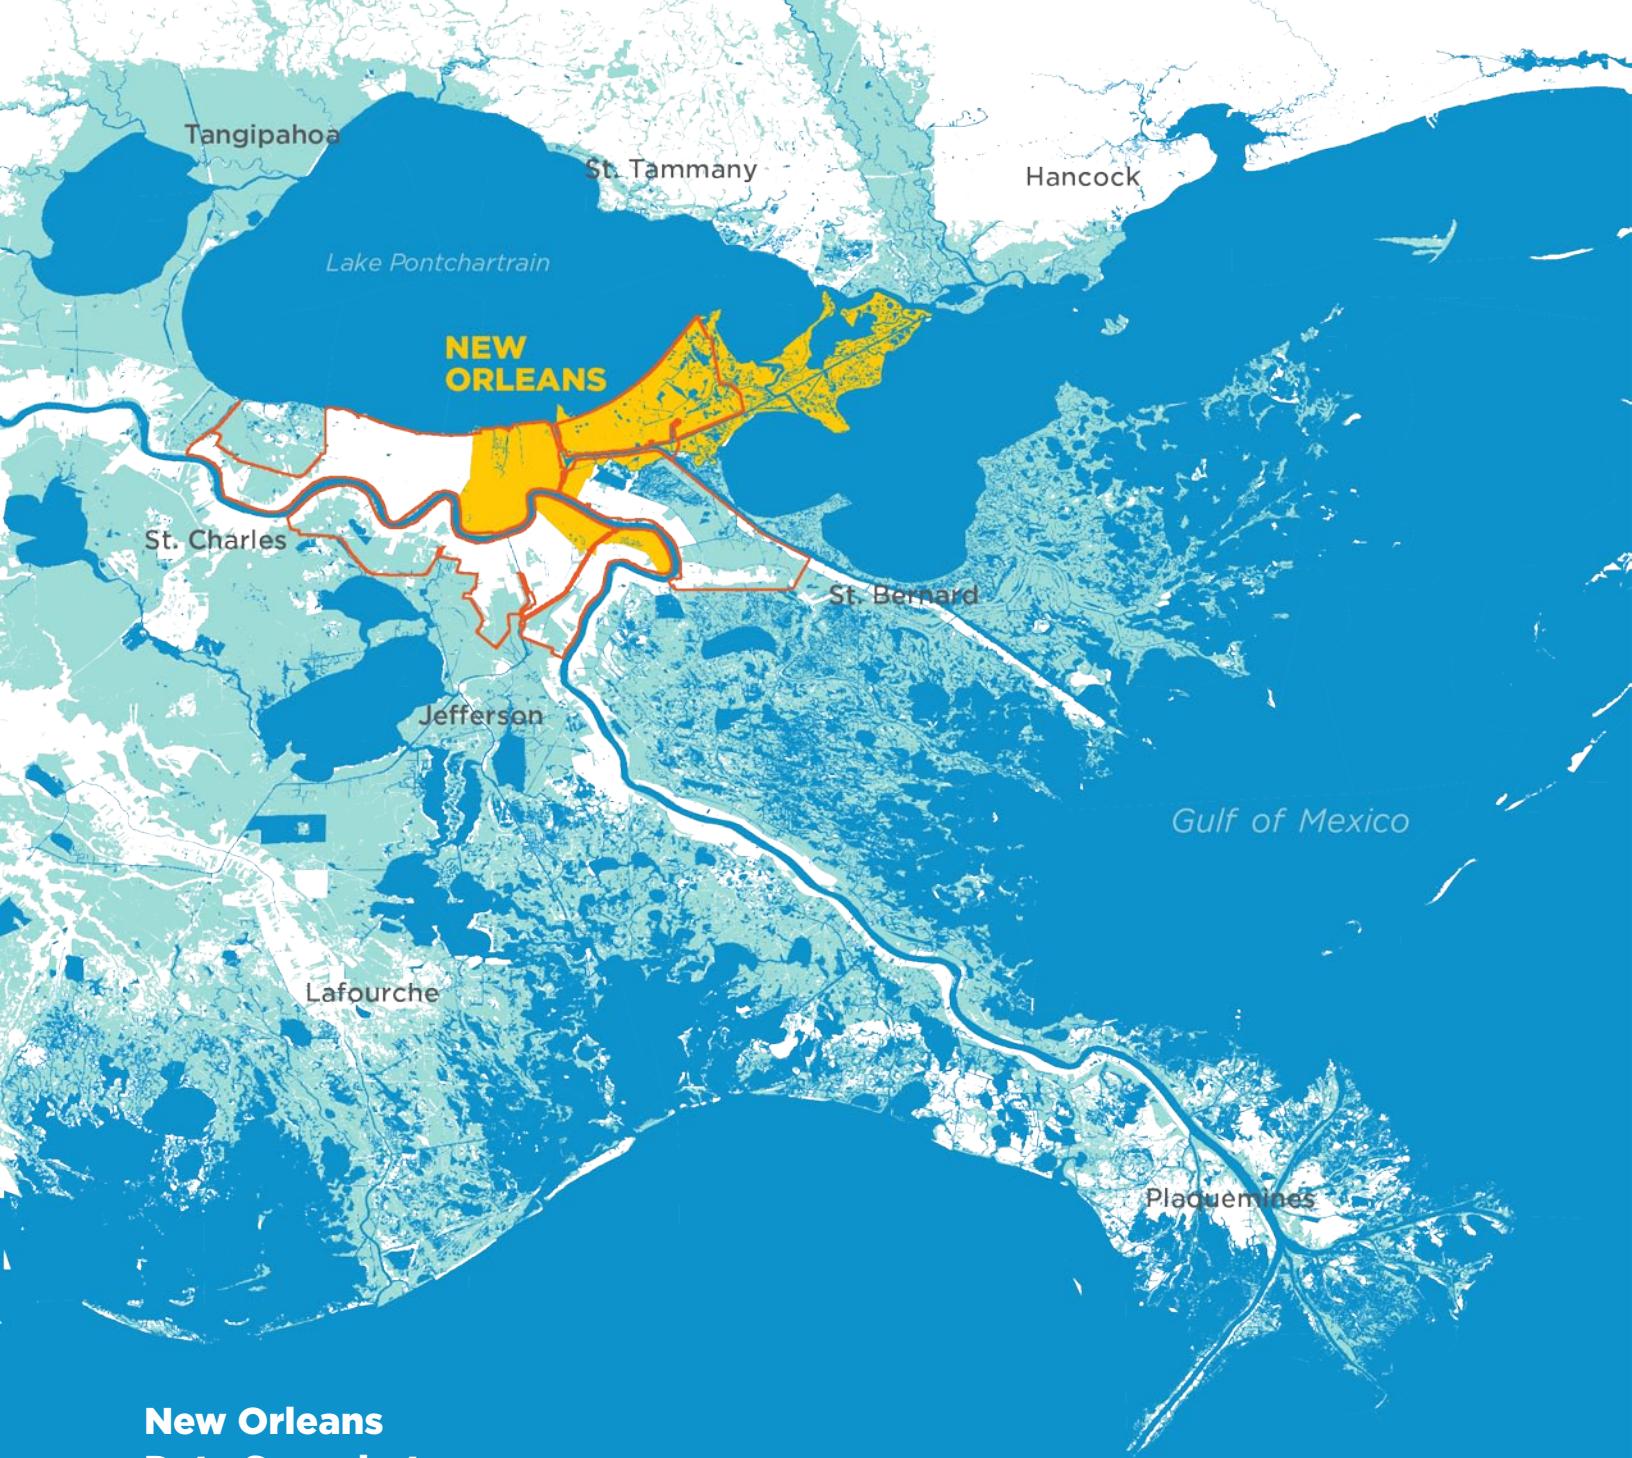 Tangipahoa
St. Tammany
Hancock
Lake Pontchartrain
NEW
ORLEANS
St. Charles
St. Bernard
Jefferson
Gulf of Mexico
Lafourche
Plaquemines
New Orleans